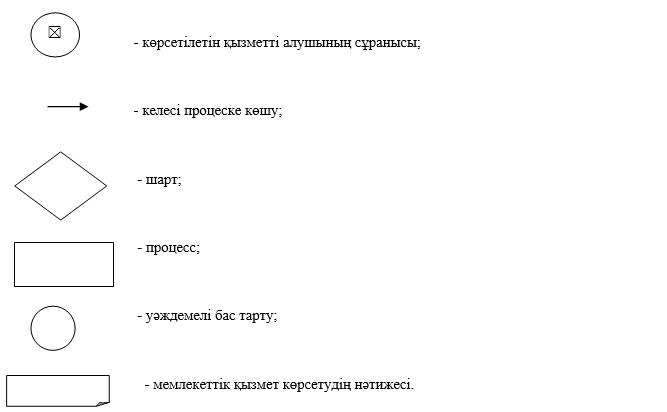 - көрсетілетін қызметті алушының сұранысы;
- келесі процеске көшу;
- шарт;
- процесс;
- уәждемелі бас тарту;
- мемлекеттік қызмет көрсетудің нәтижесі.